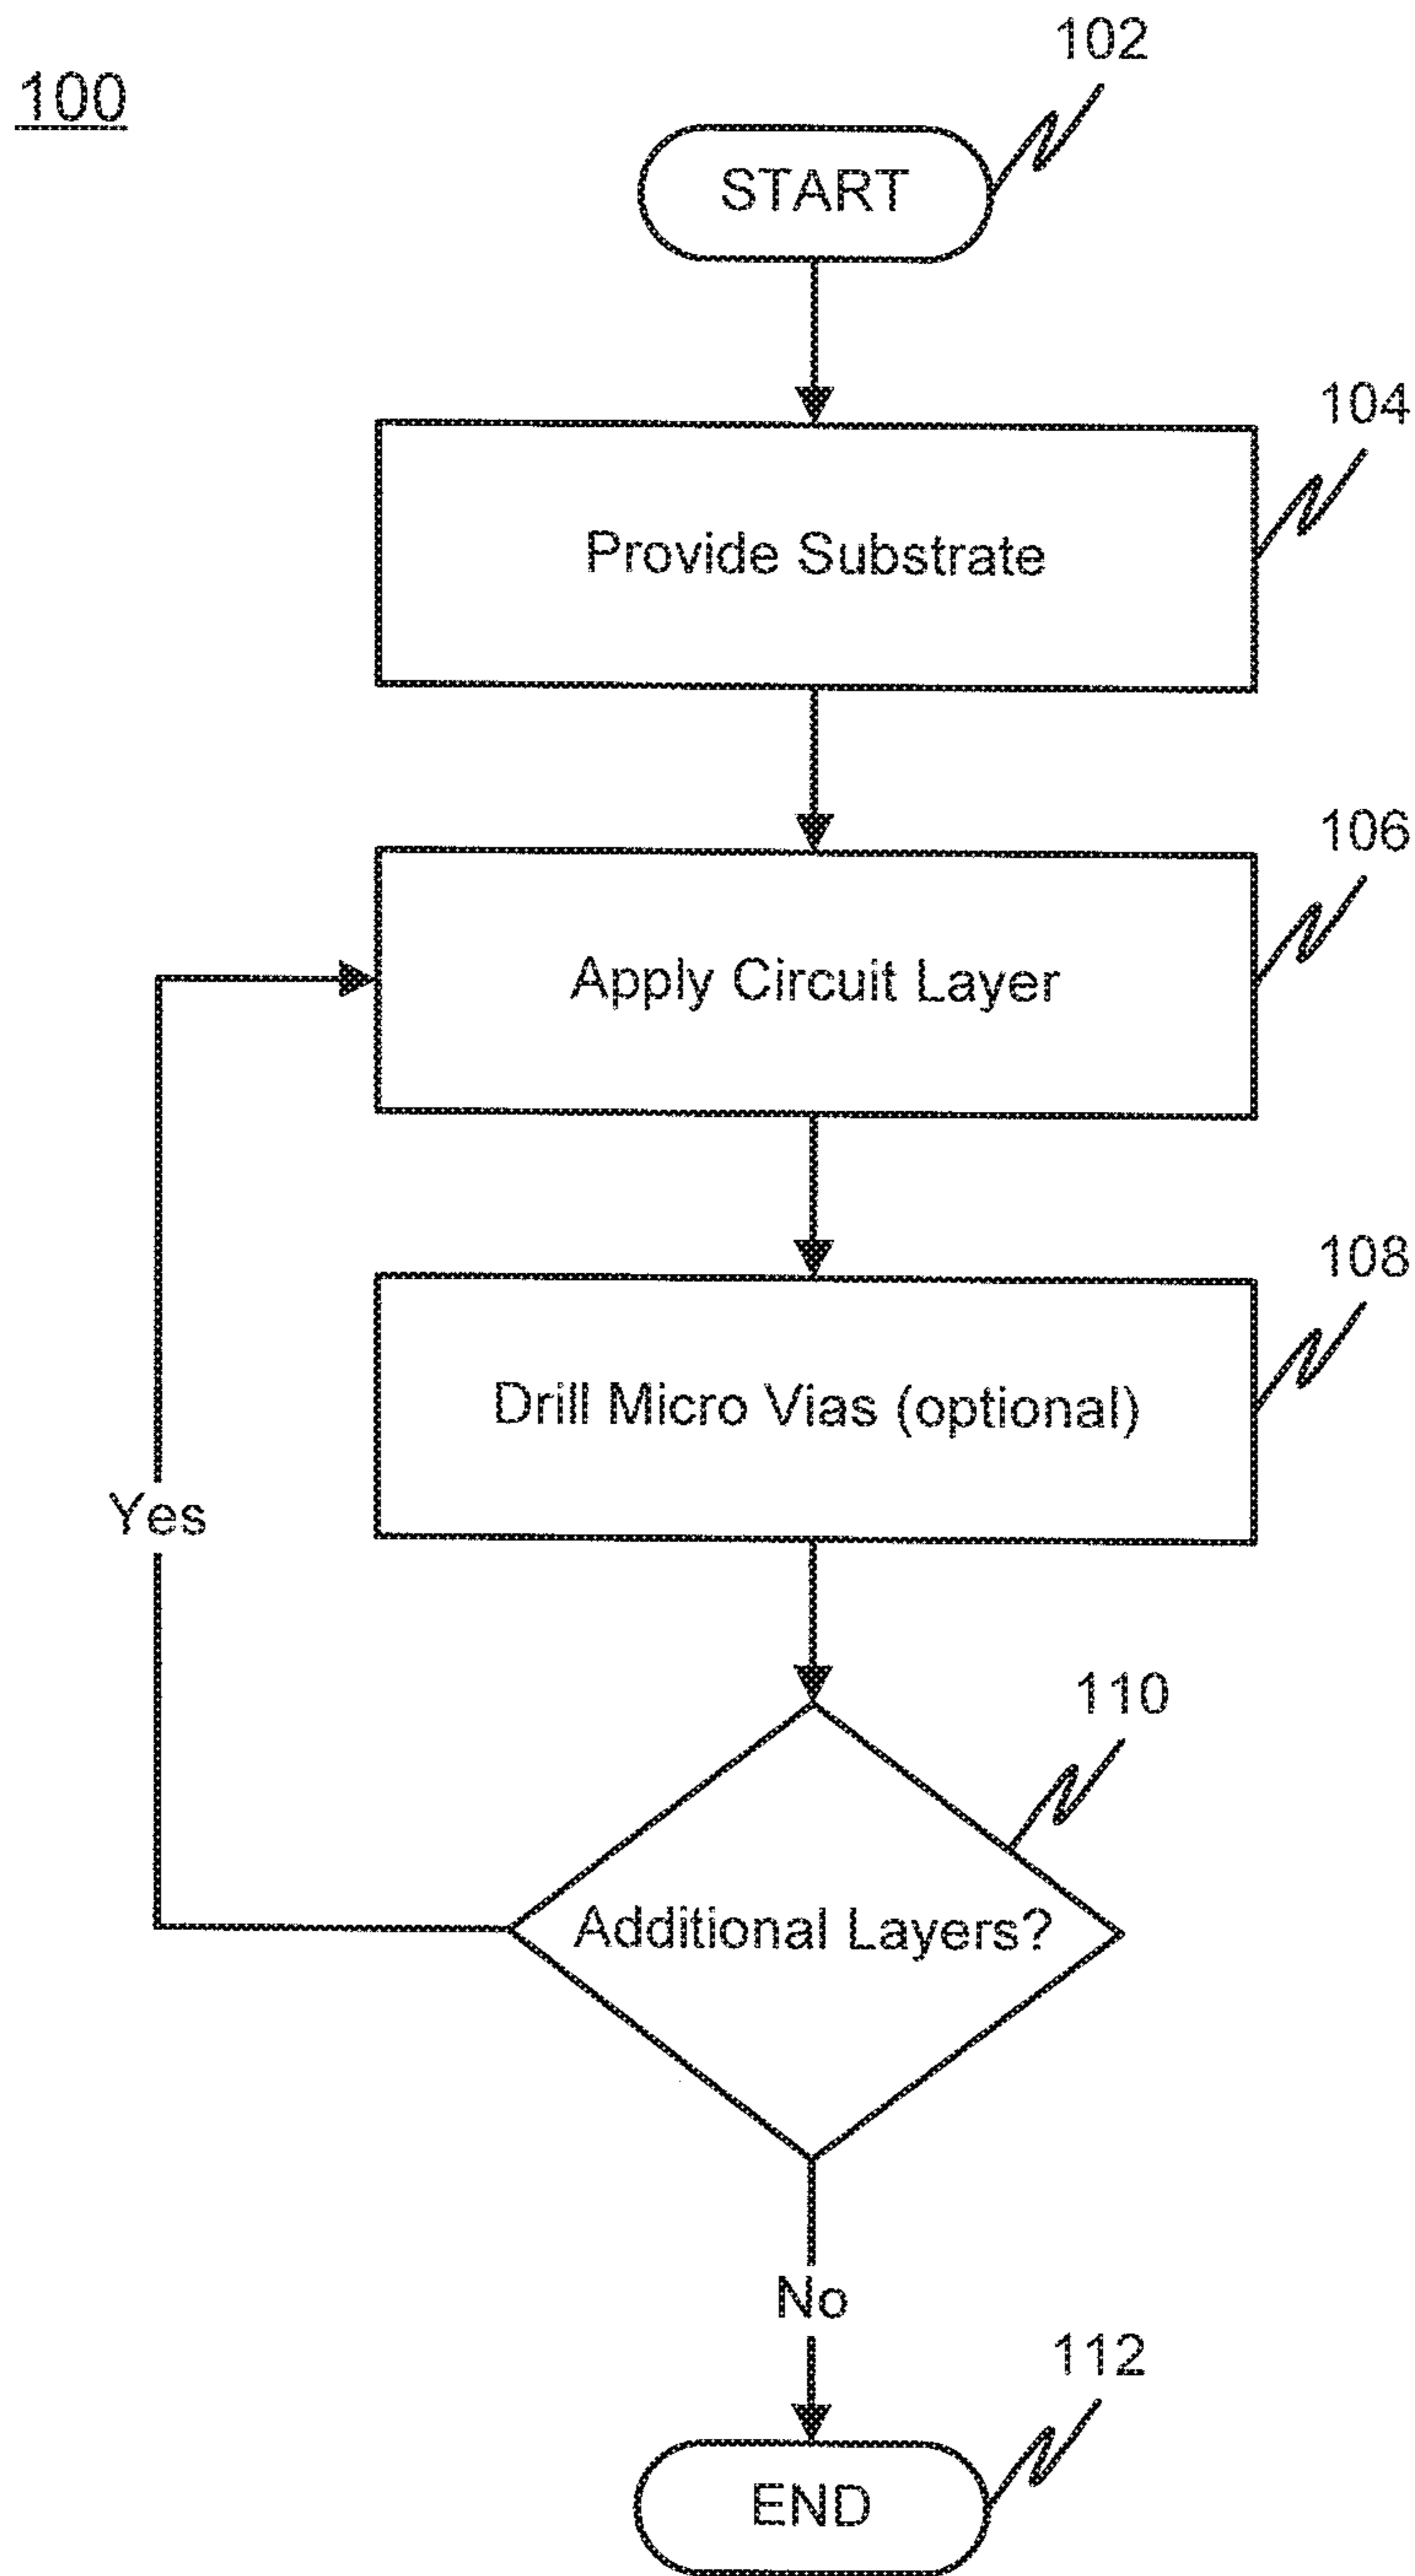 100
102
START
104
Provide Substrate
106
Apply Circuit Layer
108
Drill Micro Vias (optional)
Yes
110
Additional Layers?
No
112
END